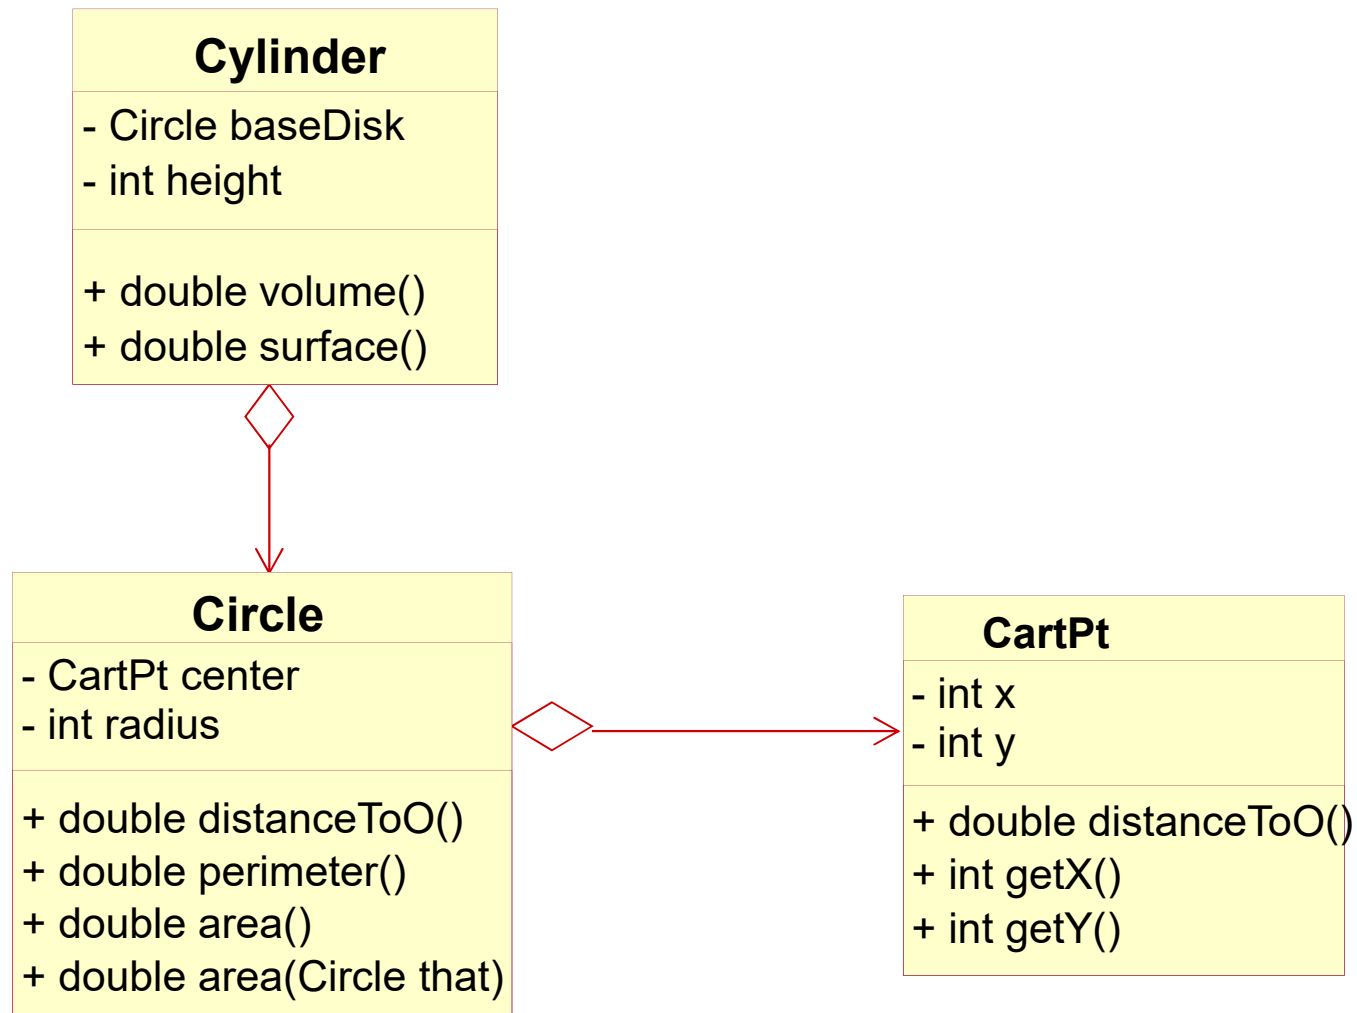 Cylinder
- Circle baseDisk
- int height
+ double volume()
+ double surface()
Circle
- CartPt center
- int radius
+ double distanceToO()
+ double perimeter()
+ double area()
+ double area(Circle that)
CartPt
- int x
- int y
+ double distanceToO()
+ int getX()
+ int getY()